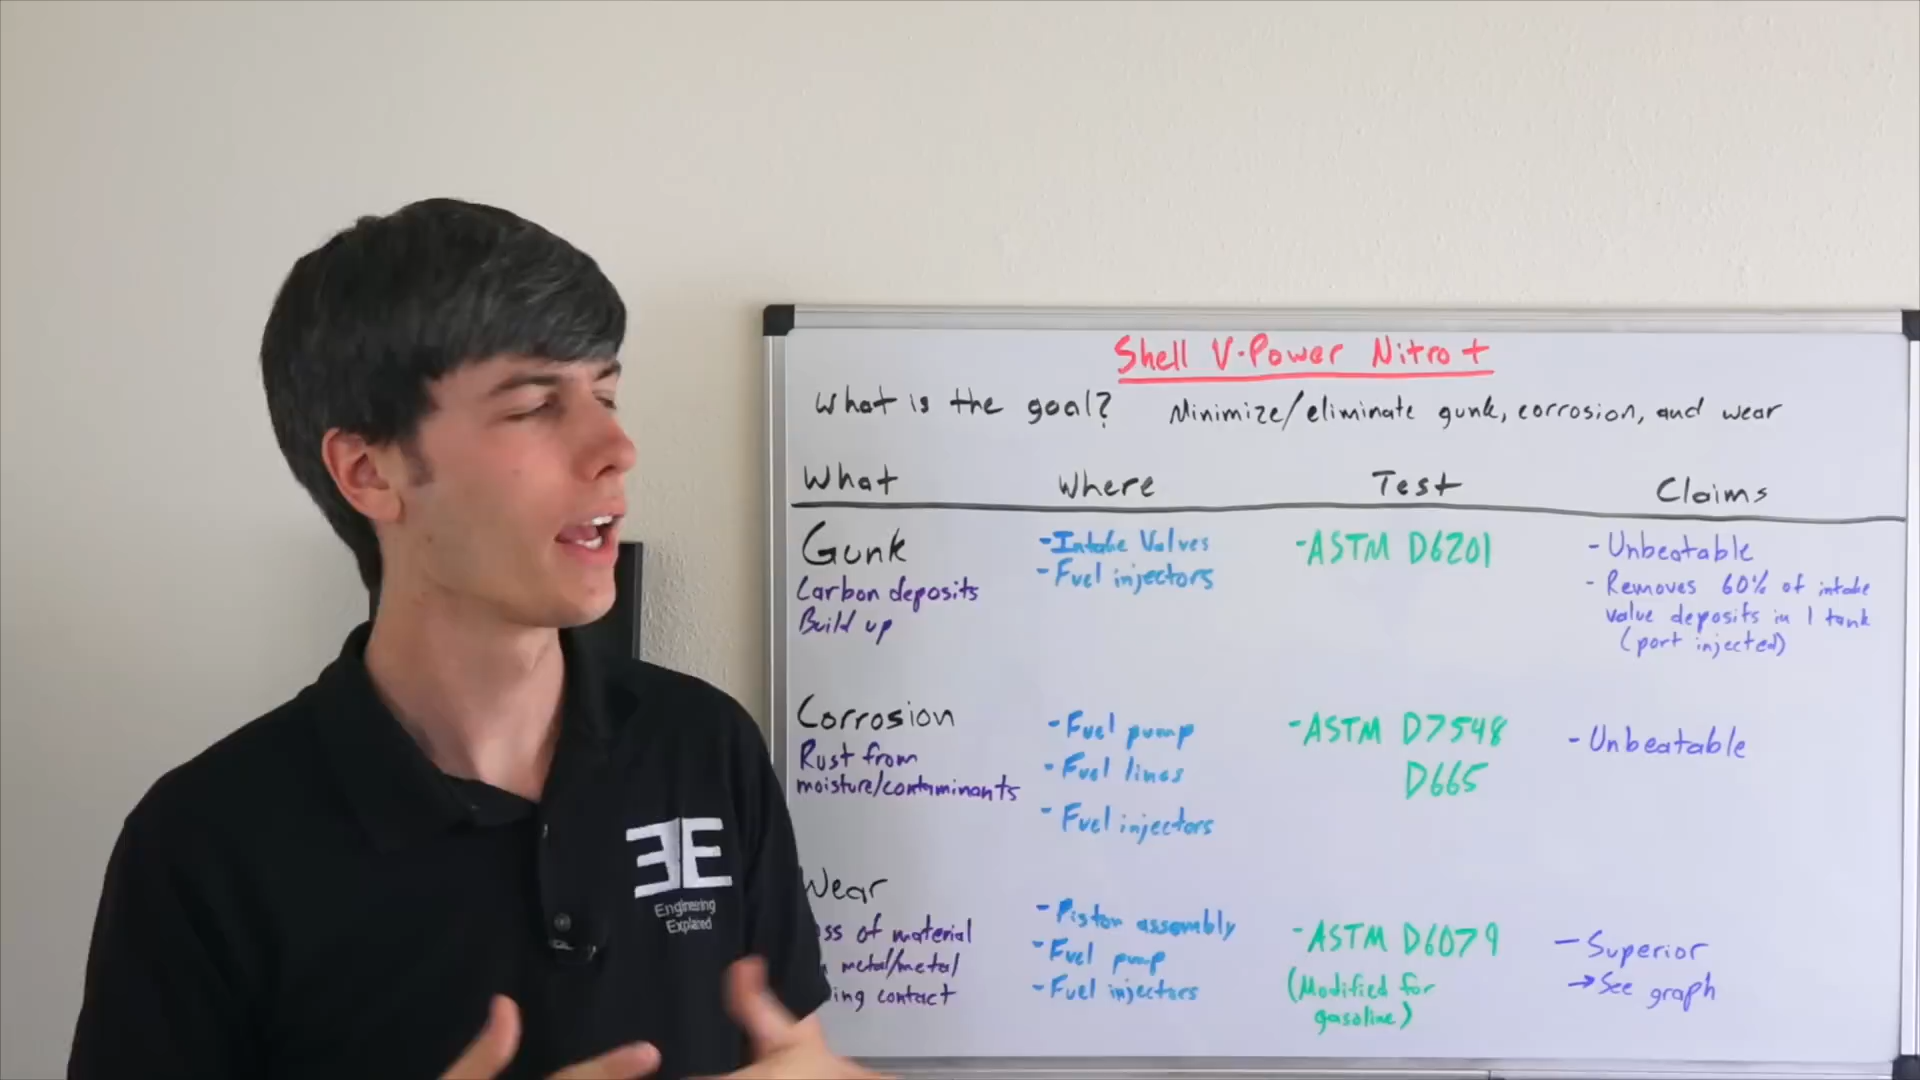 Shell V-Power Nitro+
What is the goal? Minimize/eliminate gunk, corrosion, and wear
What Where Test Claims
Gunk
Carbon deposits
Build up
-Intake Valves
-Fuel injectors
-ASTM D6201
-Unbeatable
-Removes 60% of intake
value deposits in 1 tank
(port injected)
Corrosion
Rust from
moisture/contaminants
-Fuel pump
-Fuel lines
-Fuel injectors
-ASTM D7548
D665
-Unbeatable
Wear
of material
metal/metal
contact
-Piston assembly
-Fuel pump
-Fuel injectors
-ASTM D6079
(Modified for
gasoline)
-Superior
→See graph
EE
Engineering
Explained